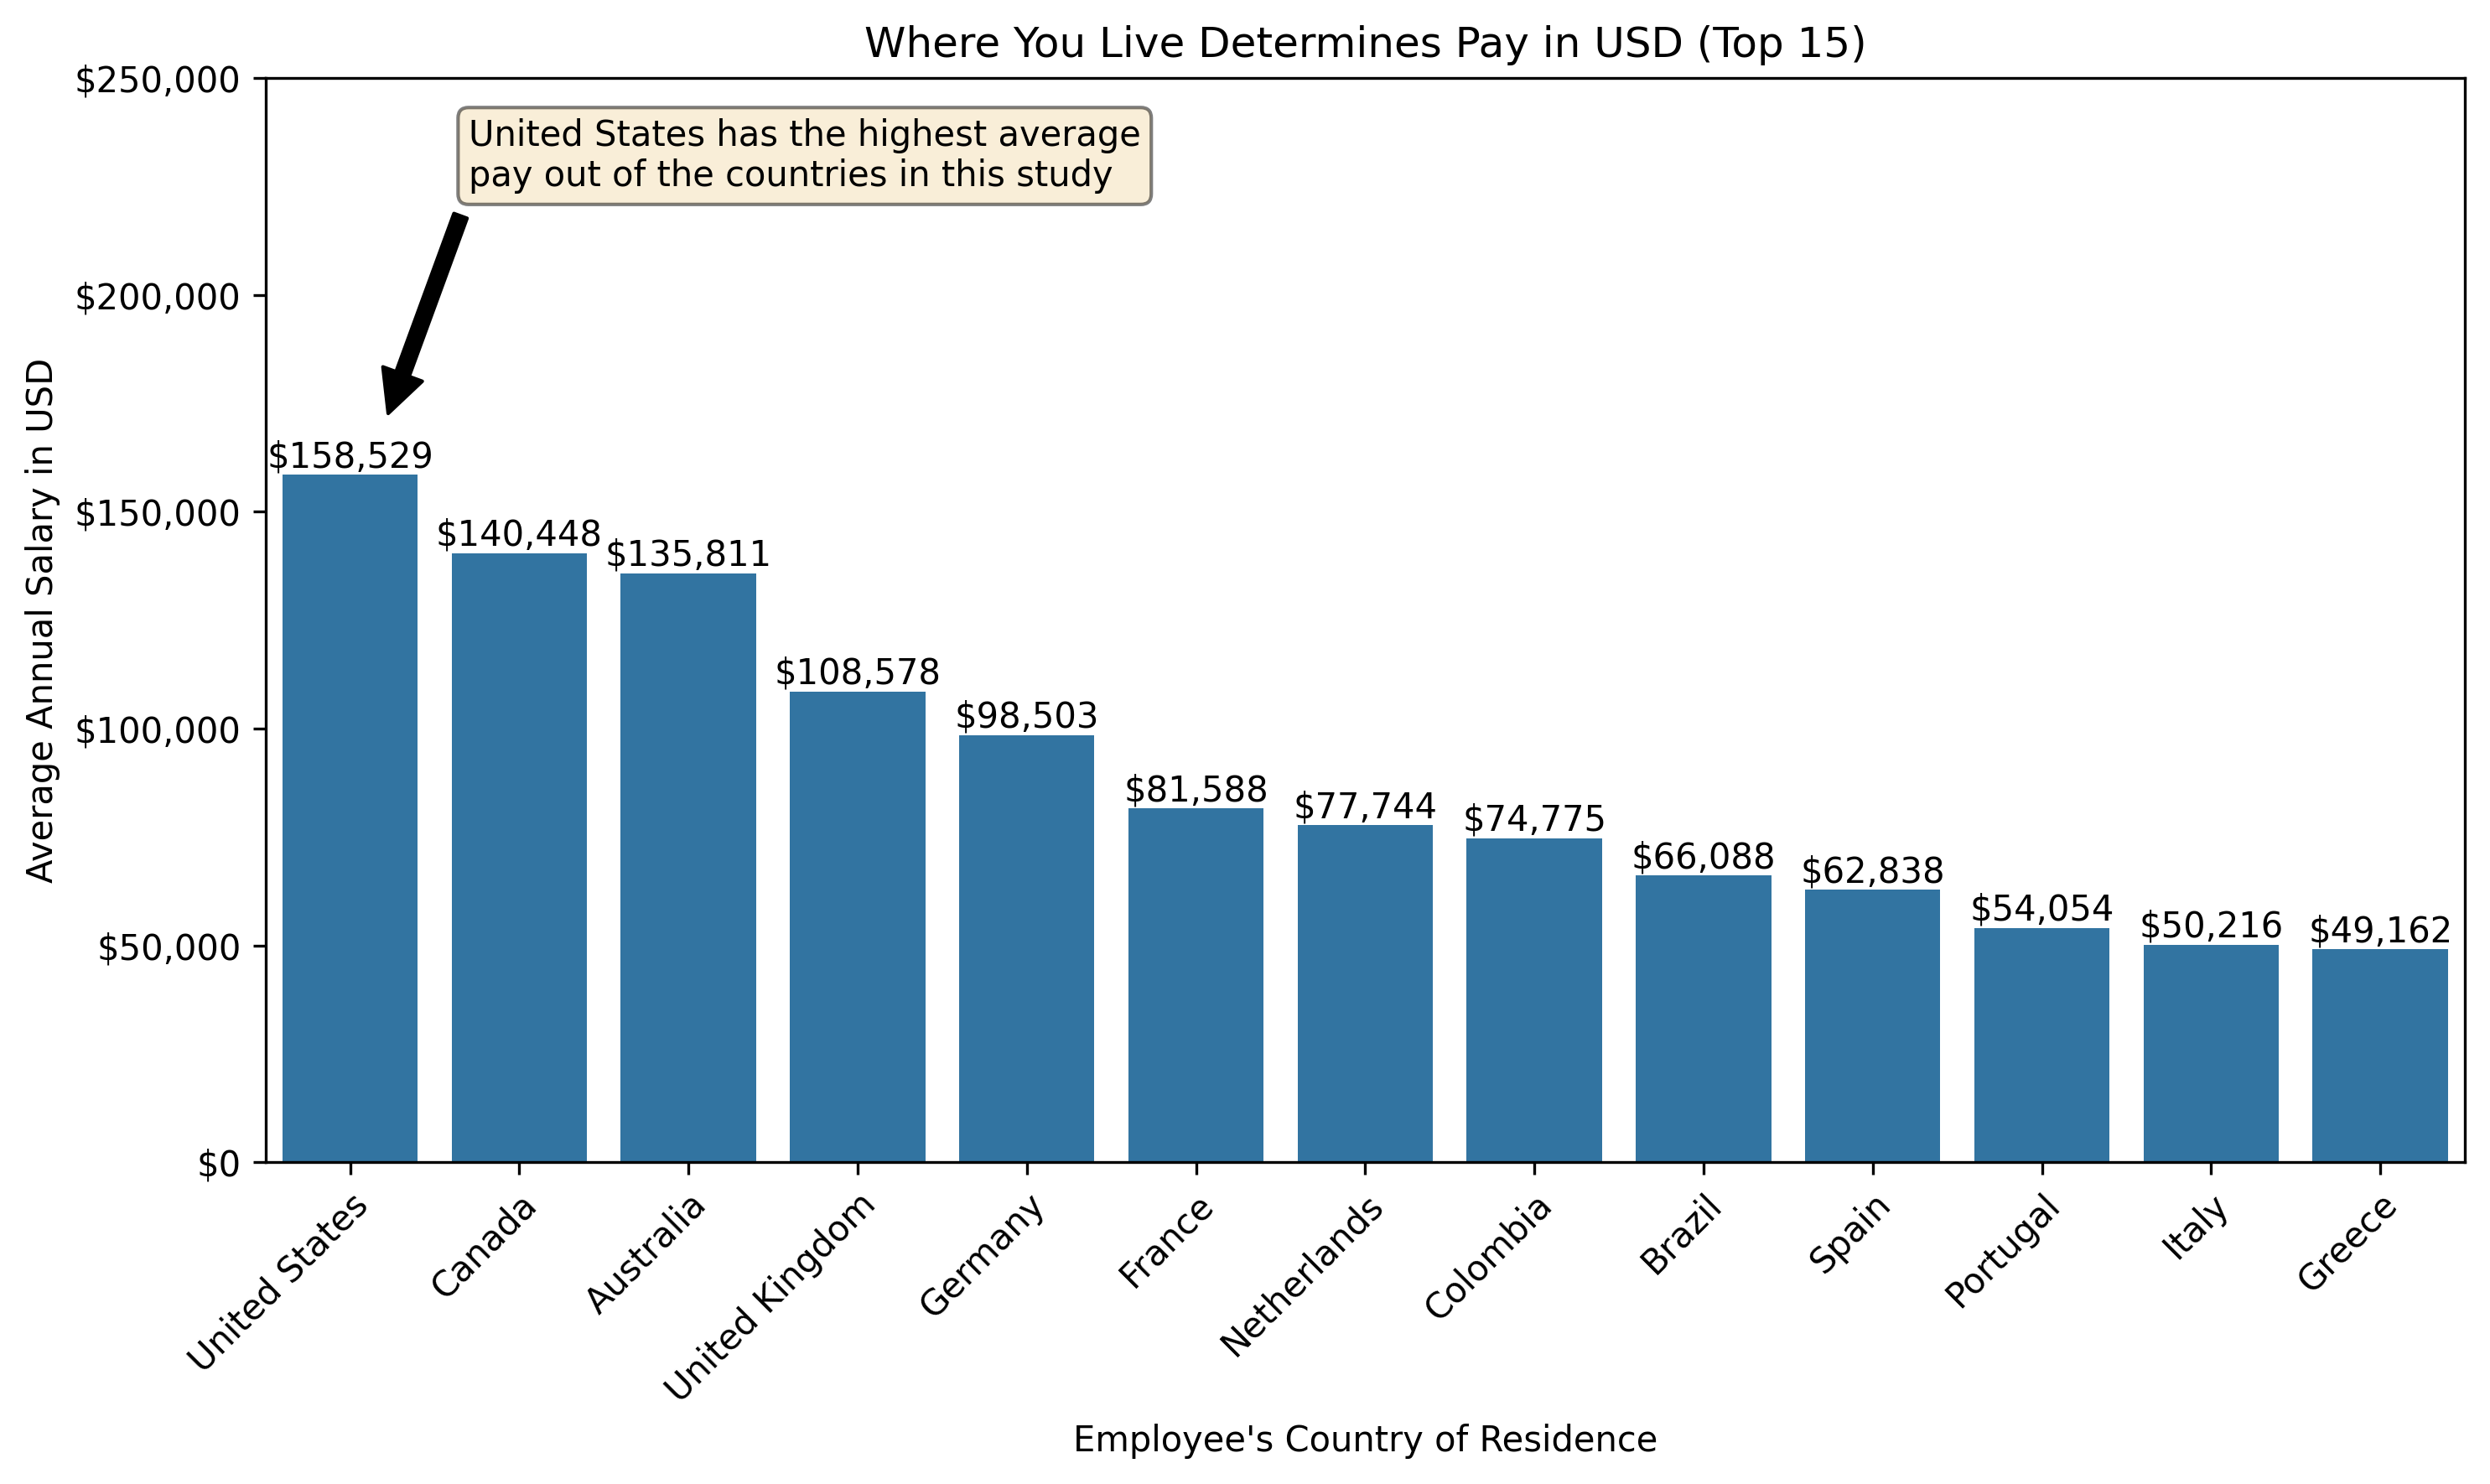 Where You Live Determines Pay in USD (Top 15)
$250,000
$200,000
$150,000
$100,000
$50,000
$0
Average Annual Salary in USD
United States has the highest average
pay out of the countries in this study
$158,529
$140,448
$135,811
$108,578
$98,503
$81,588
$77,744
$74,775
$66,088
$62,838
$54,054
$50,216
$49,162
United States
Canada
Australia
United Kingdom
Germany
France
Netherlands
Colombia
Brazil
Spain
Portugal
Italy
Greece
Employee's Country of Residence